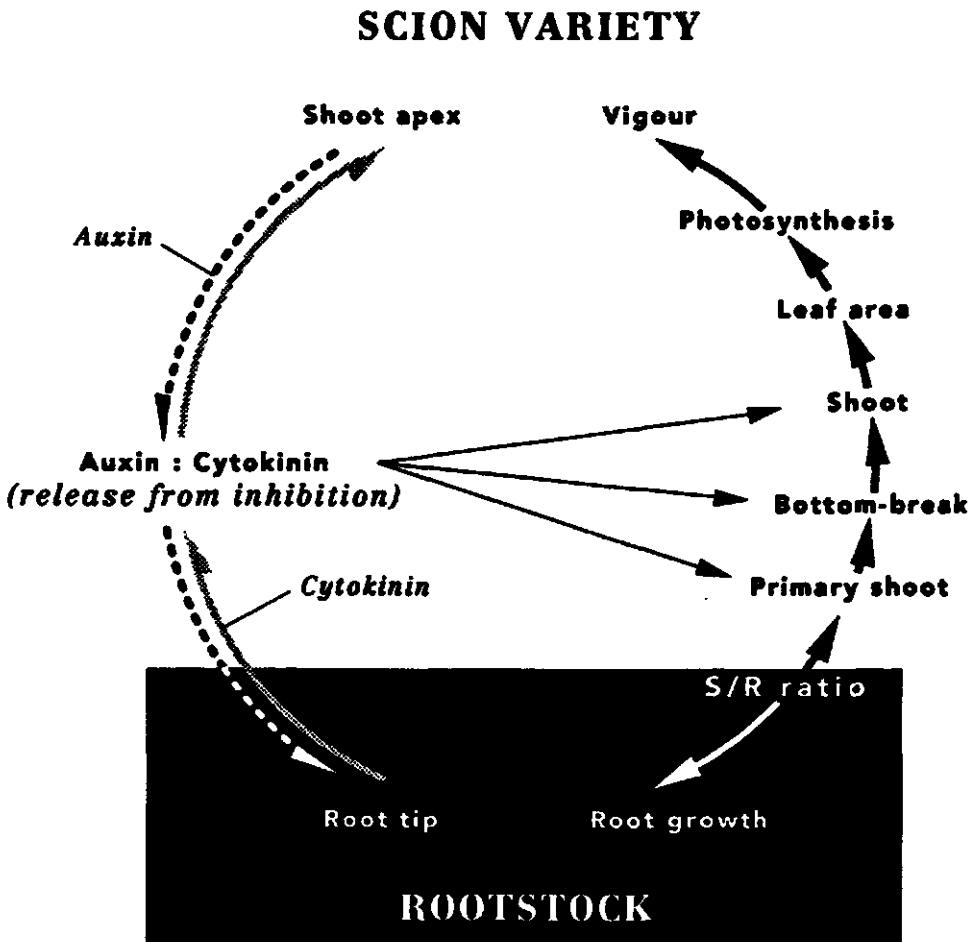 SCION VARIETY
Shoot apex
Vigour
Auxin
Photosynthesis
Leaf area
Shoot
Auxin : Cytokinin
(release from inhibition)
Bottom-break
Cytokinin
Primary shoot
S/R ratio
Root tip
Root growth
ROOTSTOCK